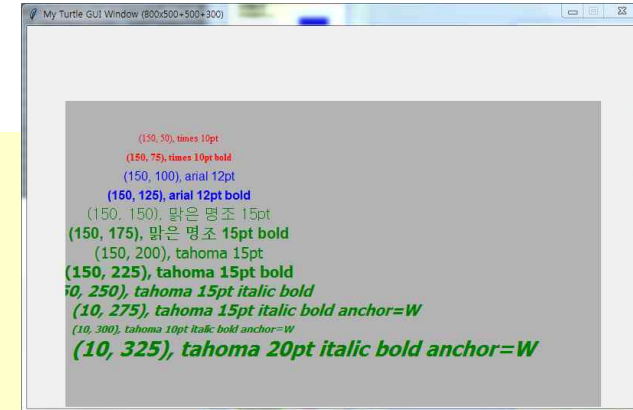 My Turtle GUI Window (800x500+500+300)
(150, 50), times 10pt
(150, 75), times 10pt bold
(150, 100), arial 12pt
(150, 125), arial 12pt bold
(150, 150), 맑은 명조 15pt
(150, 175), 맑은 명조 15pt bold
(150, 200), tahoma 15pt
(150, 225), tahoma 15pt bold
50, 250), tahoma 15pt italic bold
(10, 275), tahoma 15pt italic bold anchor=W
(10, 300), tahoma 10pt italic bold anchor=W
(10, 325), tahoma 20pt italic bold anchor=W